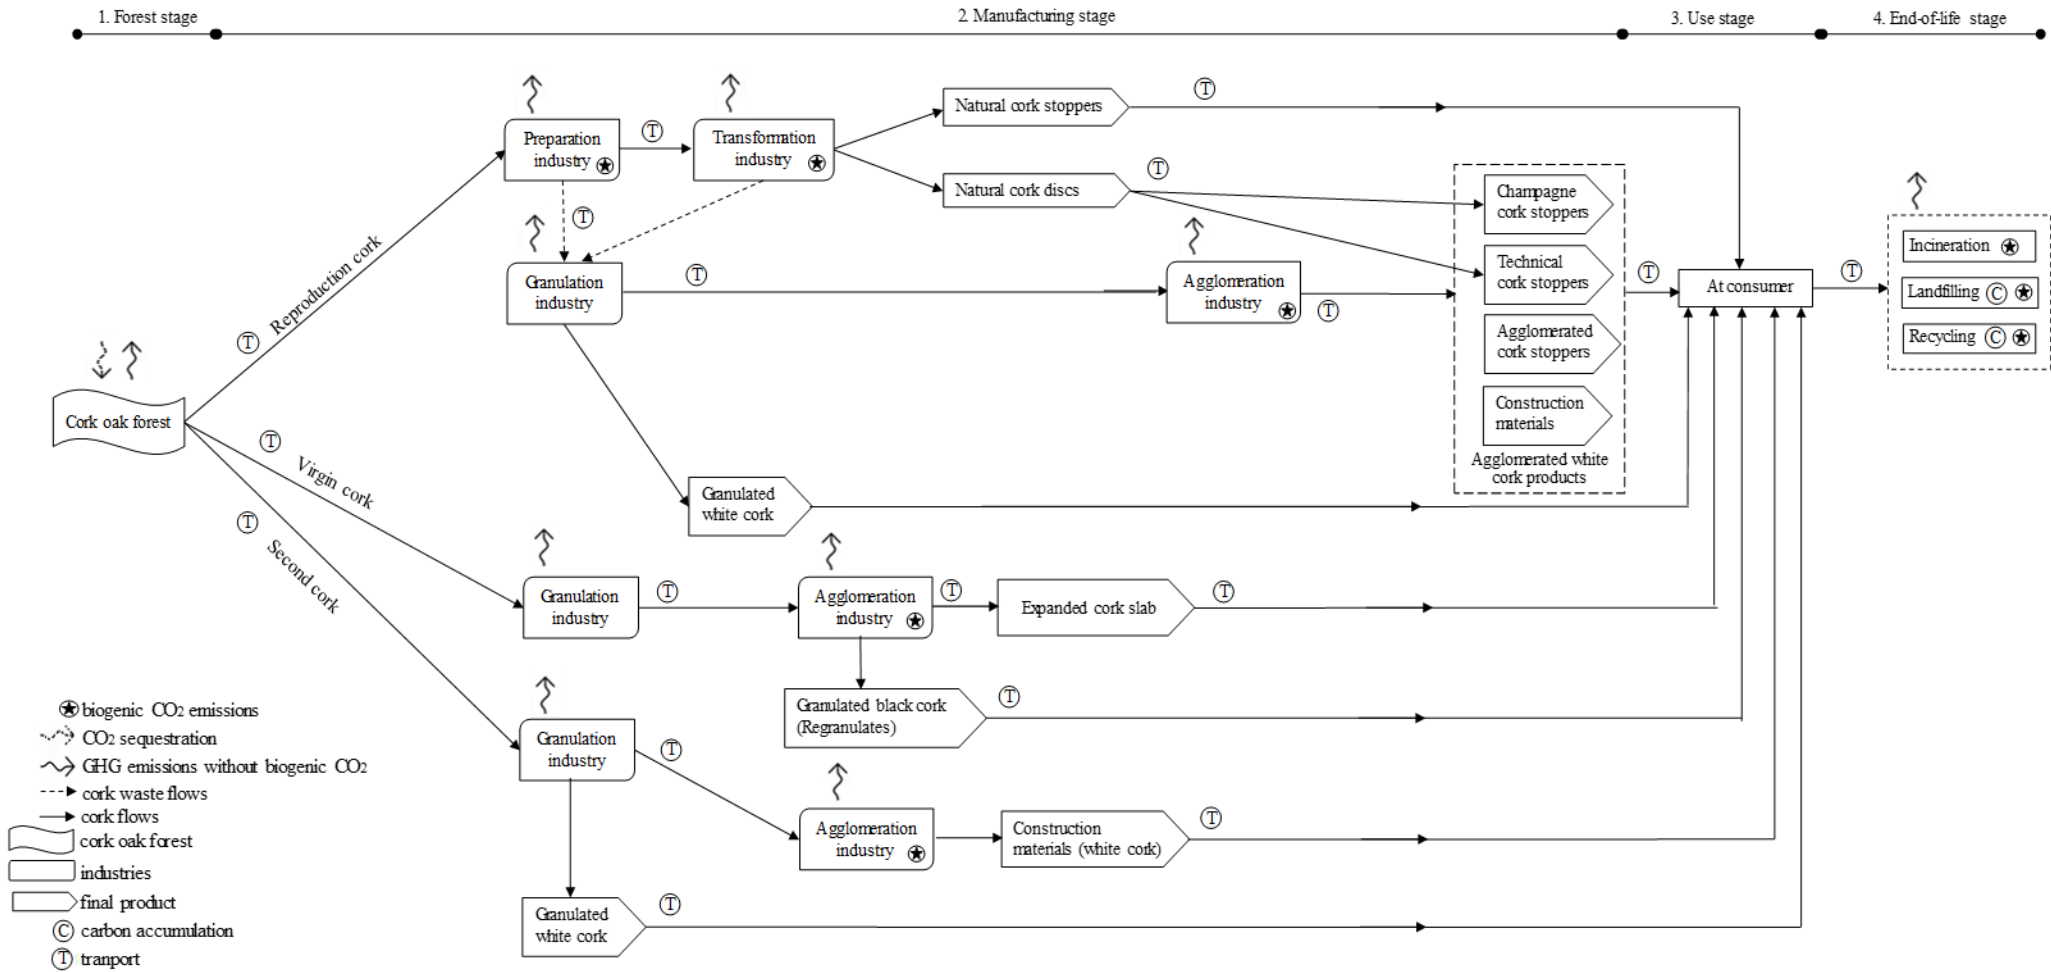 1. Forest stage
2. Manufacturing stage
3. Use stage
4. End-of-life stage
Preparation
industry
T
Transformation
industry
Natural cork stoppers
T
Natural cork discs
T
T
Granulation
industry
T
Agglomeration
industry
T
Champagne
cork stoppers
Technical
cork stoppers
Agglomerated
cork stoppers
Construction
materials
Agglomerated white
cork products
T
At consumer
T
Incineration
Landfilling C
Recycling C
T
Reproduction cork
Cork oak forest
T
Virgin cork
T
Second cork
Granulated
white cork
Granulation
industry
T
Agglomeration
industry
T
Expanded cork slab
T
Granulated black cork
(Regranulates)
T
Granulation
industry
T
Agglomeration
industry
Construction
materials (white cork)
T
Granulated
white cork
T
biogenic CO2 emissions
CO2 sequestration
GHG emissions without biogenic CO2
cork waste flows
cork flows
cork oak forest
industries
final product
C carbon accumulation
T tranport